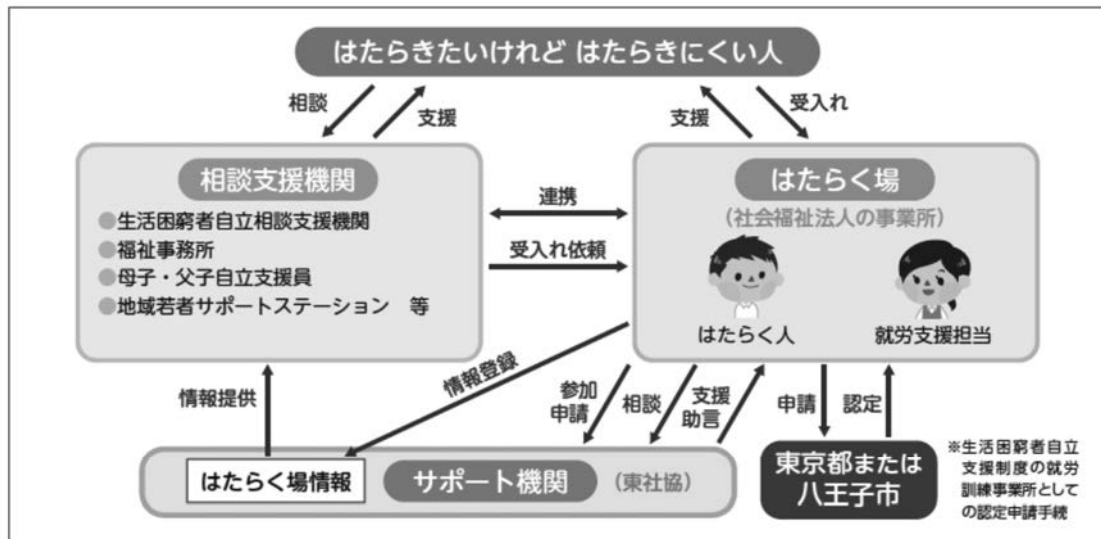 はたらきたいけれど はたらきにくい人
相談
支援
支援
受入れ
相談支援機関
●生活困窮者自立相談支援機関
●福祉事務所
●母子・父子自立支援員
●地域若者サポートステーション 等
連携
受入れ依頼
はたらく場
(社会福祉法人の事業所)
はたらく人
就労支援担当
情報提供
情報登録
参加
申請
相談
支援
助言
申請
認定
はたらく場情報
サポート機関
(東社協)
東京都または
八王子市
※生活困窮者自立
支援制度の就労
訓練事業所として
の認定申請手続